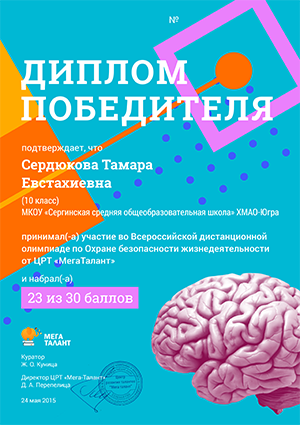 №
ДИПЛОМ
ПОБЕДИТЕЛЯ
подтверждает, что
Сердюкова Тамара
Евстахиевна
(10 класс)
МКОУ «Сергинская средняя общеобразовательная школа» ХМАО-Югра
принимал(-а) участие во Всероссийской дистанционной
олимпиаде по Охране безопасности жизнедеятельности
от ЦРТ «МегаТалант»
и набрал(-а)
23 из 30 баллов
МЕГА
ТАЛАНТ
Куратор
Ж. О. Куница
Директор ЦРТ «Мега-Талант»
Д. А. Перепелица
24 мая 2015